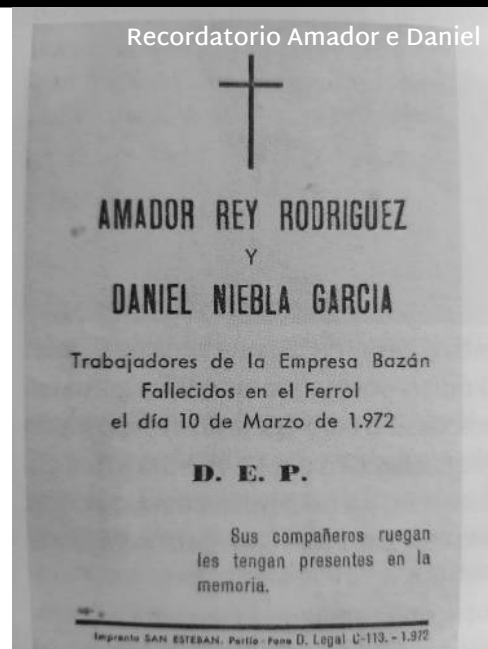 Recordatorio Amador e Daniel
AMADOR REY RODRIGUEZ
Y
DANIEL NIEBLA GARCIA
Trabajadores de la Empresa Bazán
Fallecidos en el Ferrol
el día 10 de Marzo de 1.972
D. E. P.
Sus compañeros ruegan
les tengan presentes en la
memoria.
Imprenta SAN ESTEBAN. Perlío - Fene D. Legal C-113. - 1.972